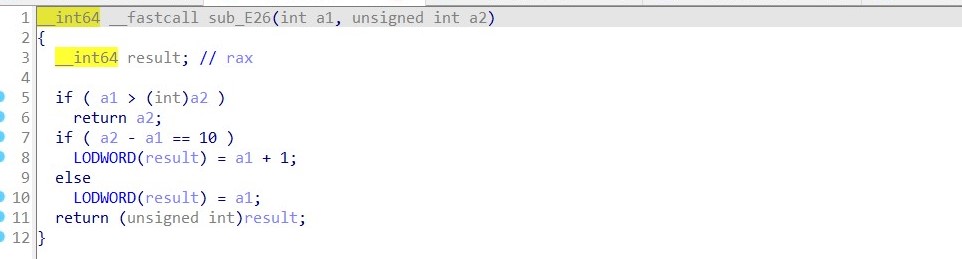 1 __int64 __fastcall sub_E26(int a1, unsigned int a2)
2 {
3   __int64 result; // rax
4
5   if ( a1 > (int)a2 )
6     return a2;
7   if ( a2 - a1 == 10 )
8     LODWORD(result) = a1 + 1;
9   else
10     LODWORD(result) = a1;
11   return (unsigned int)result;
12 }